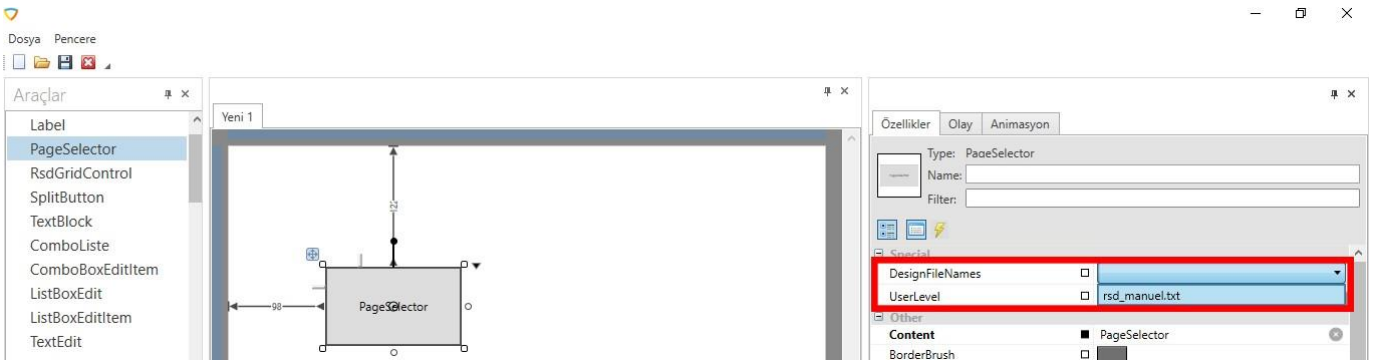 Dosya Pencere
Araçlar
Label
PageSelector
RsdGridControl
SplitButton
TextBlock
ComboListe
ComboBoxEditItem
ListBoxEdit
ListBoxEditItem
TextEdit
Yeni 1
122
98
PageSelector
Özellikler Olay Animasyon
Type: PageSelector
Name:
Filter:
Special
DesignFileNames
UserLevel rsd_manuel.txt
Other
Content PageSelector
BorderBrush